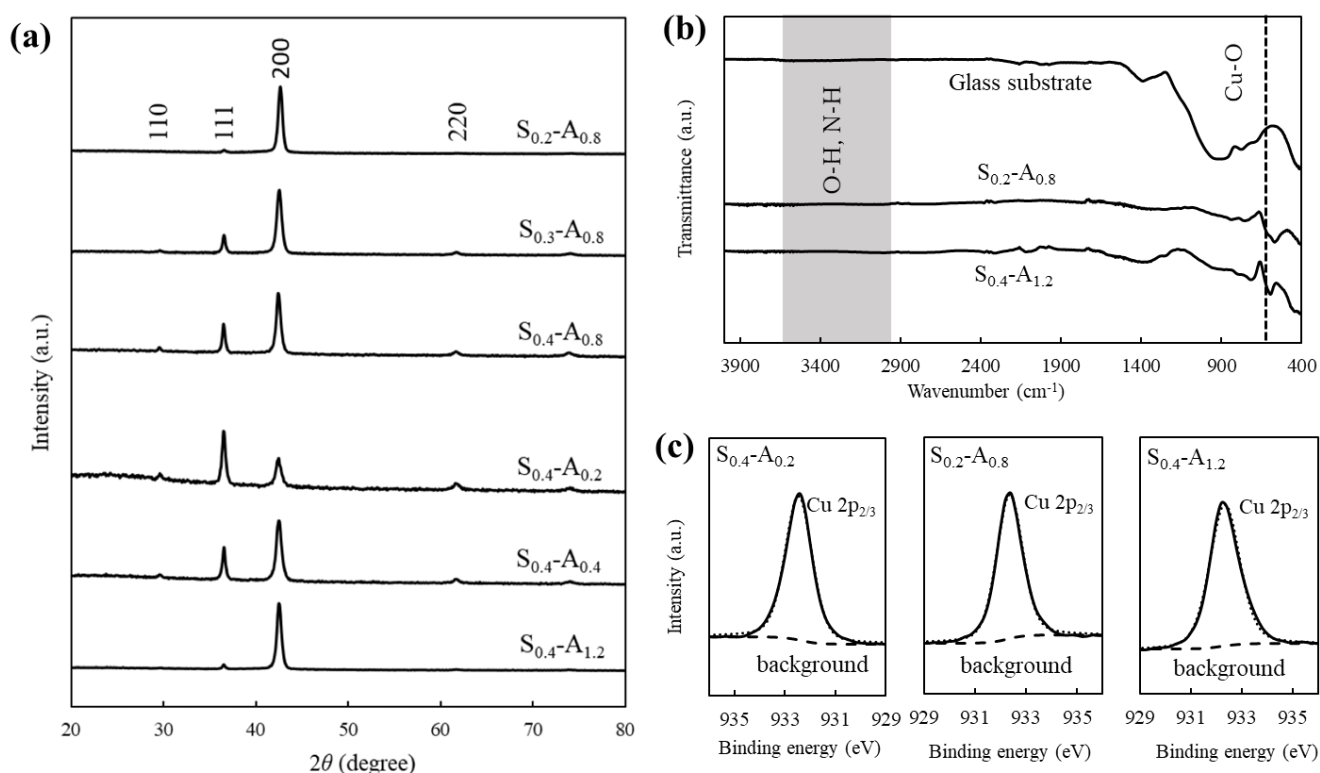 (a)
110
111
200
220
S0.2-A0.8
S0.3-A0.8
S0.4-A0.8
S0.4-A0.2
S0.4-A0.4
S0.4-A1.2
Intensity (a.u.)
20 30 40 50 60 70 80
2θ (degree)
(b)
O-H, N-H
Glass substrate
Cu-O
S0.2-A0.8
S0.4-A1.2
Transmittance (a.u.)
3900 3400 2900 2400 1900 1400 900 400
Wavenumber (cm-1)
(c)
Intensity (a.u.)
S0.4-A0.2
Cu 2p2/3
background
935 933 931 929
Binding energy (eV)
S0.2-A0.8
Cu 2p2/3
background
929 931 933 935
Binding energy (eV)
S0.4-A1.2
Cu 2p2/3
background
929 931 933 935
Binding energy (eV)